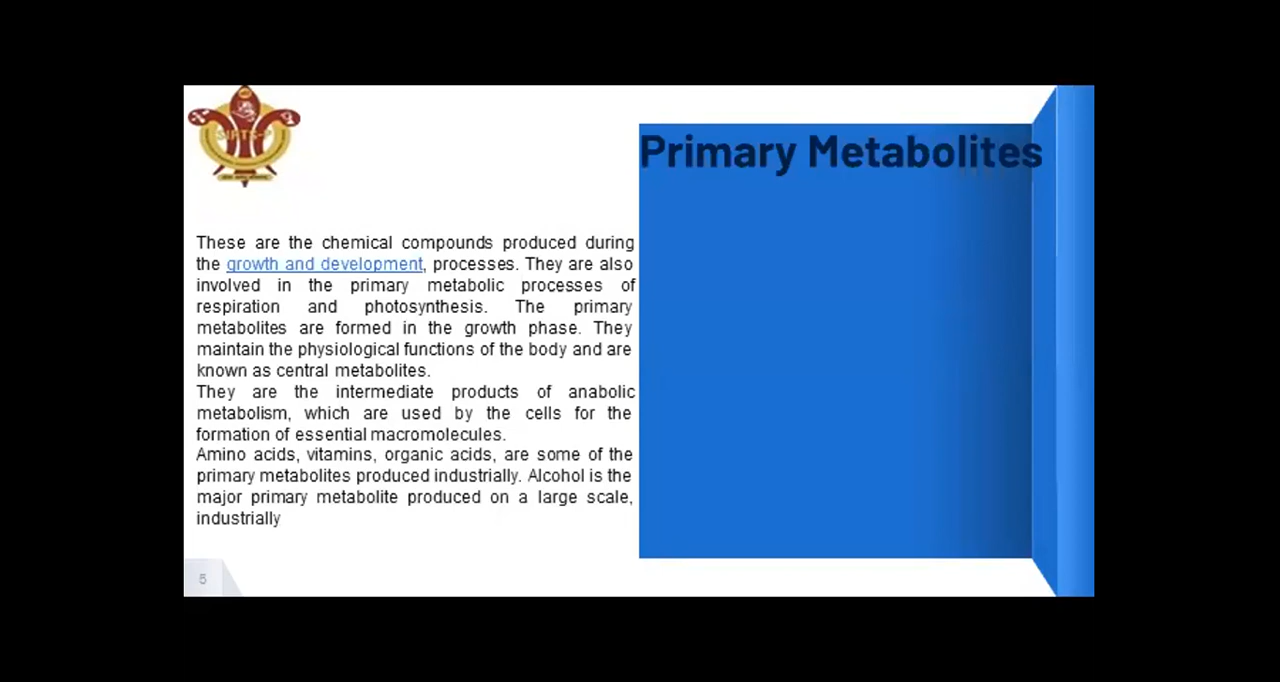 Primary Metabolites
These are the chemical compounds produced during
the growth and development, processes. They are also
involved in the primary metabolic processes of
respiration and photosynthesis. The primary
metabolites are formed in the growth phase. They
maintain the physiological functions of the body and are
known as central metabolites.
They are the intermediate products of anabolic
metabolism, which are used by the cells for the
formation of essential macromolecules.
Amino acids, vitamins, organic acids, are some of the
primary metabolites produced industrially. Alcohol is the
major primary metabolite produced on a large scale,
industrially
5